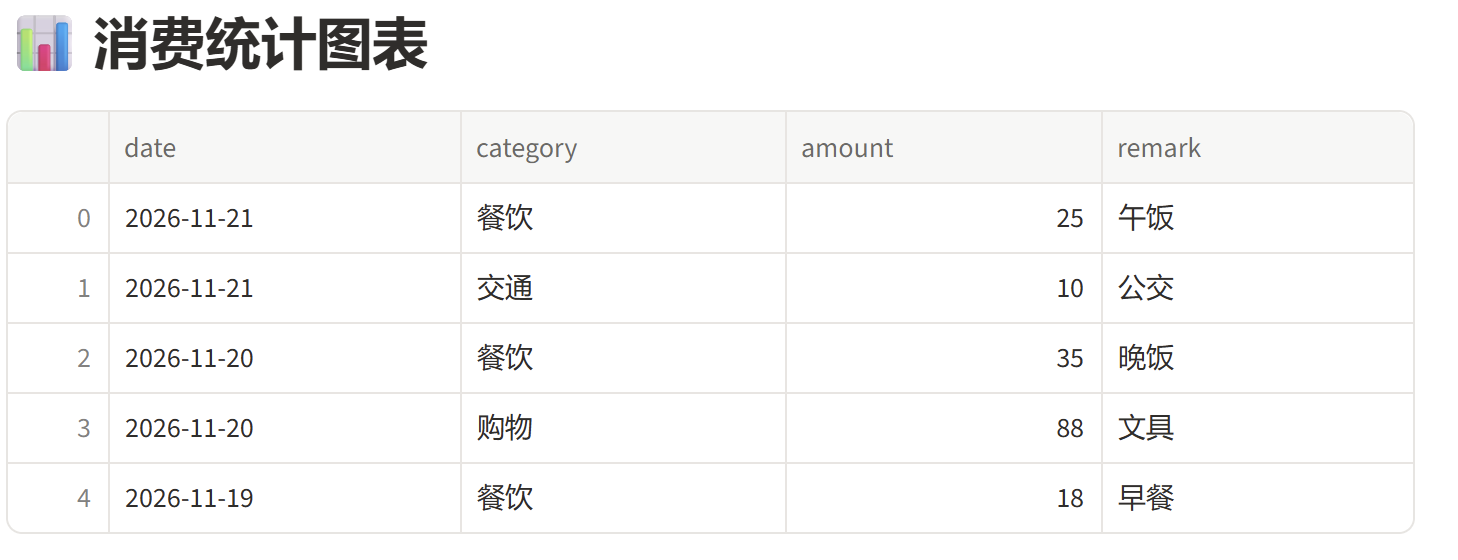 📊 消费统计图表
date category amount remark
0 2026-11-21 餐饮 25 午饭
1 2026-11-21 交通 10 公交
2 2026-11-20 餐饮 35 晚饭
3 2026-11-20 购物 88 文具
4 2026-11-19 餐饮 18 早餐